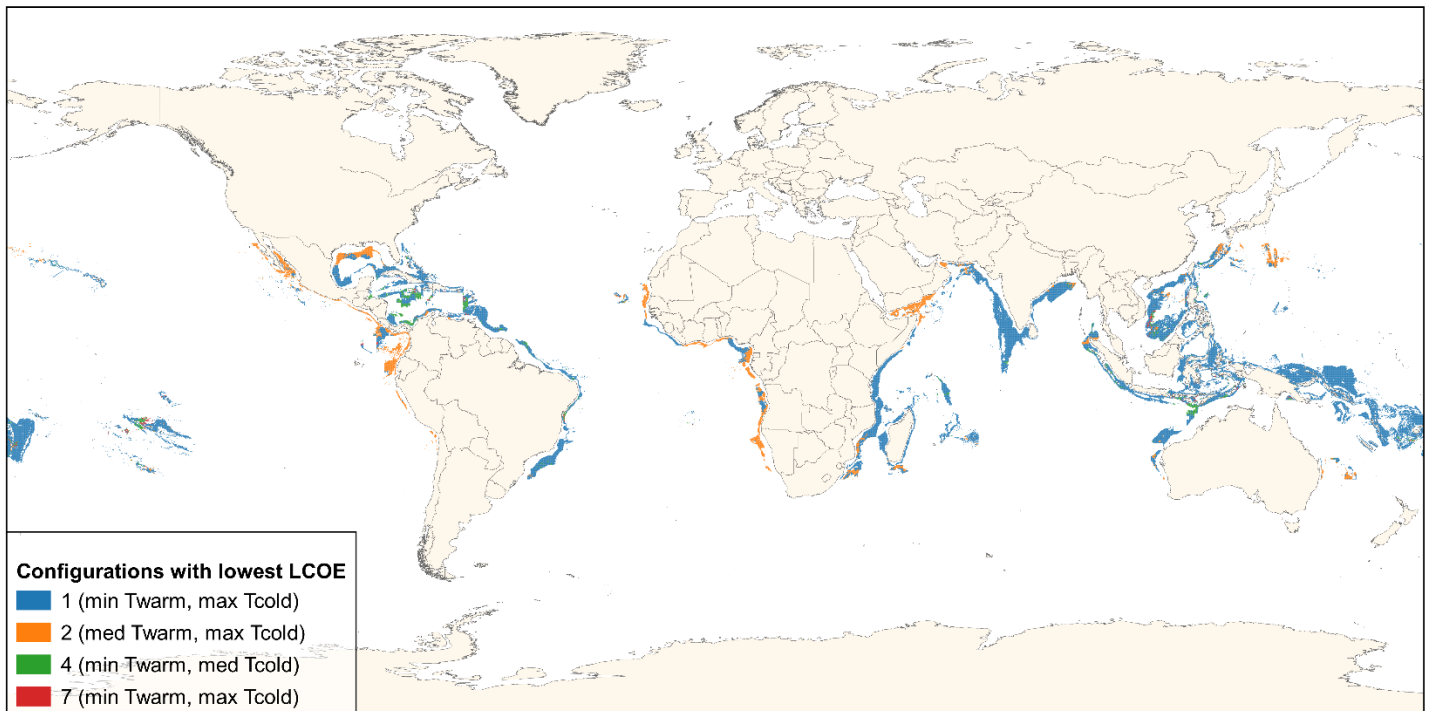 Configurations with lowest LCOE
1 (min Twarm, max Tcold)
2 (med Twarm, max Tcold)
4 (min Twarm, med Tcold)
7 (min Twarm, max Tcold)